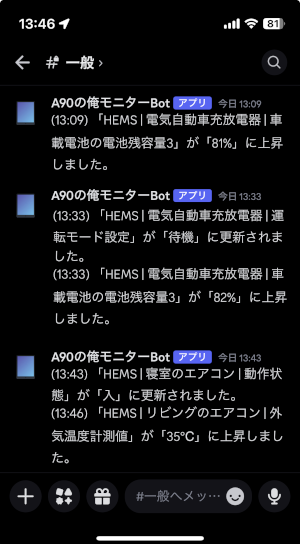 13:46
81
# 一般 ›
A90の俺モニターBot アプリ 今日 13:09
(13:09) 「HEMS | 電気自動車充放電器 | 車
載電池の電池残容量3」が「81%」に上昇
しました。
A90の俺モニターBot アプリ 今日 13:33
(13:33) 「HEMS | 電気自動車充放電器 | 運
転モード設定」が「待機」に更新されま
した。
(13:33) 「HEMS | 電気自動車充放電器 | 車
載電池の電池残容量3」が「82%」に上昇
しました。
A90の俺モニターBot アプリ 今日 13:43
(13:43) 「HEMS | 寝室のエアコン | 動作状
態」が「入」に更新されました。
(13:46) 「HEMS | リビングのエアコン | 外
気温度計測値」が「35℃」に上昇しまし
た。
#一般へメッ…